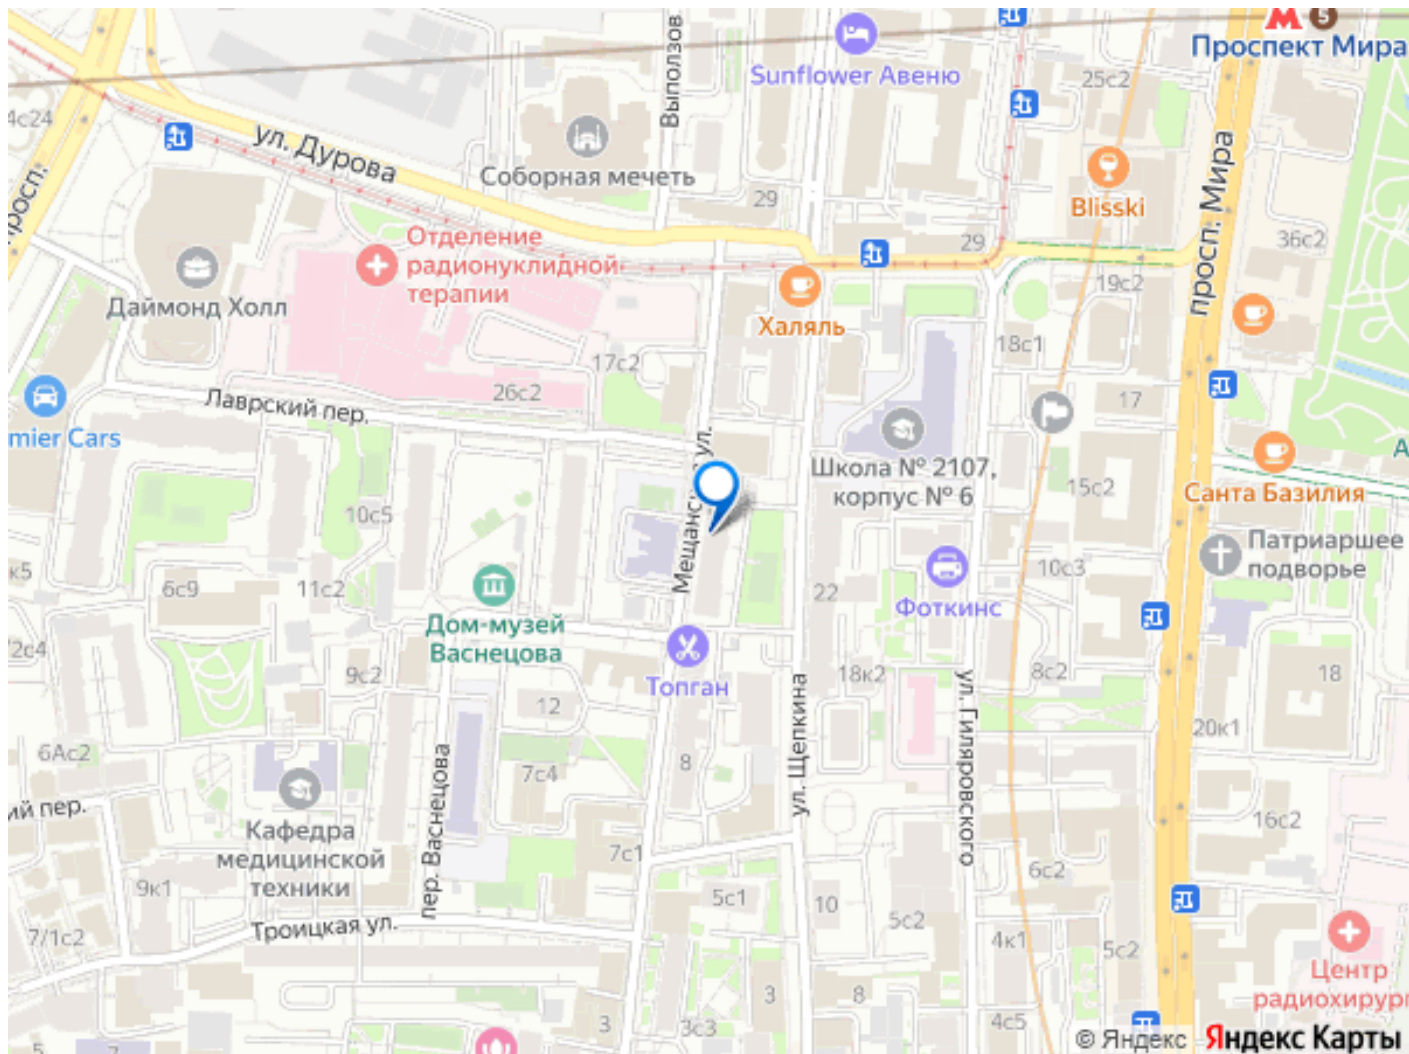 5
Проспект Мира
Sunflower Авеню
Выползов
25с2
4с24
ул. Дурова
Соборная мечеть
просп. Мира
просп.
29
Blisski
29
36с2
Отделение
радионуклидной
терапии
Даймонд Холл
19с2
Халяль
18с1
17с2
26с2
17
Лаврский пер.
mier Cars
Школа № 2107,
корпус № 6
15с2
Санта Базилия
А
10с5
Мещанская ул.
Патриаршее
подворье
к5
6с9
11с2
10с3
22
Фоткинс
Дом-музей
Васнецова
2с4
9с2
Топган
18к2
8с2
18
12
20к1
6Ас2
7с4
8
ул. Щепкина
ул. Гиляровского
пер. Васнецова
ий пер.
Кафедра
медицинской
техники
7с1
16с2
9к1
6с2
5с1
10
5с2
Троицкая ул.
7/1с2
4к1
5с2
Центр
радиохирург
3
8
3с3
3
4с5
5
7
© Яндекс Яндекс Карты